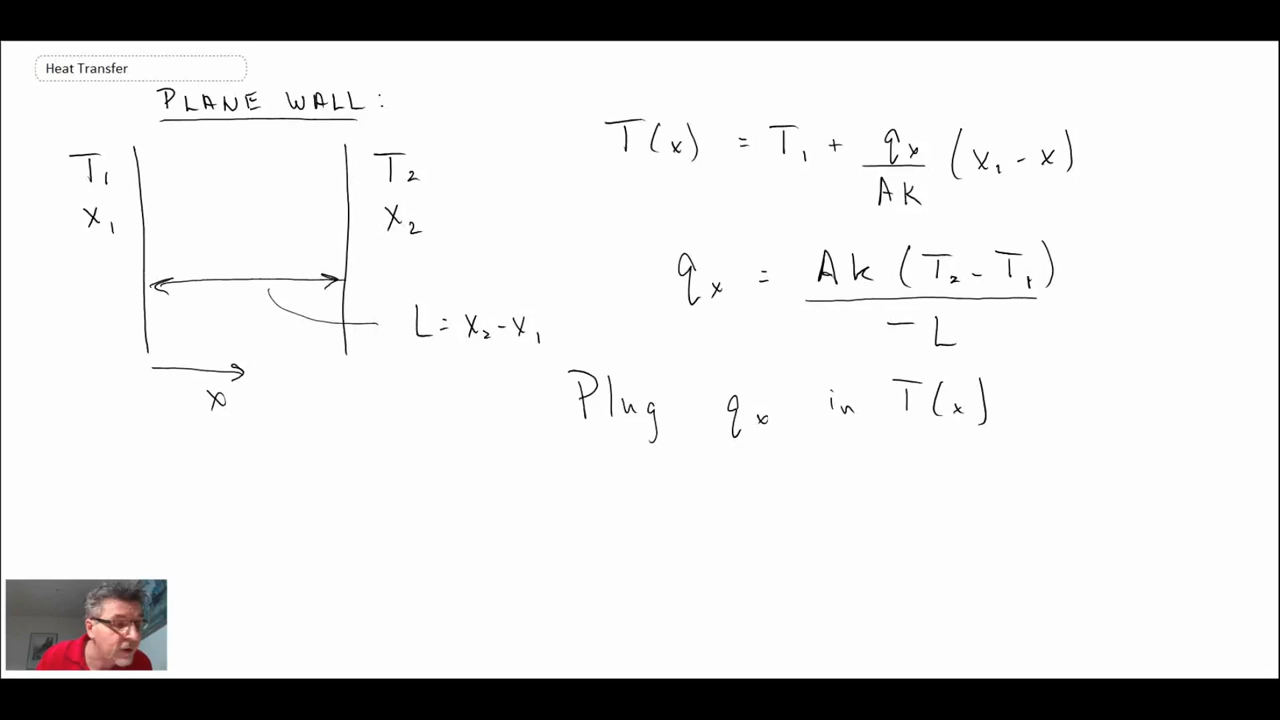 Heat Transfer
PLANE WALL:
T₁
x₁
T₂
x₂
L = x₂ - x₁
x
T(x) = T₁ + qₓ/Ak (x₁ - x)
qₓ = Ak (T₂ - T₁)/-L
Plug qₓ in T(x)